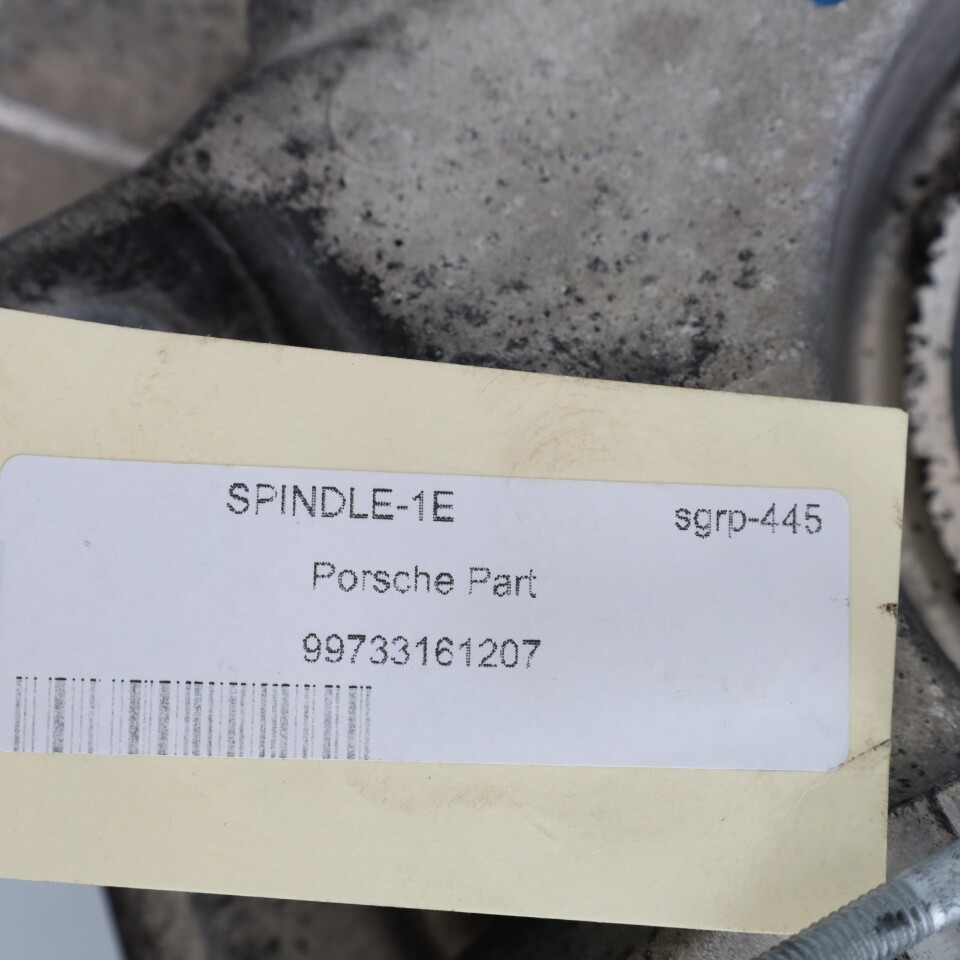 SPINDLE-1E sgrp-445
Porsche Part
99733161207